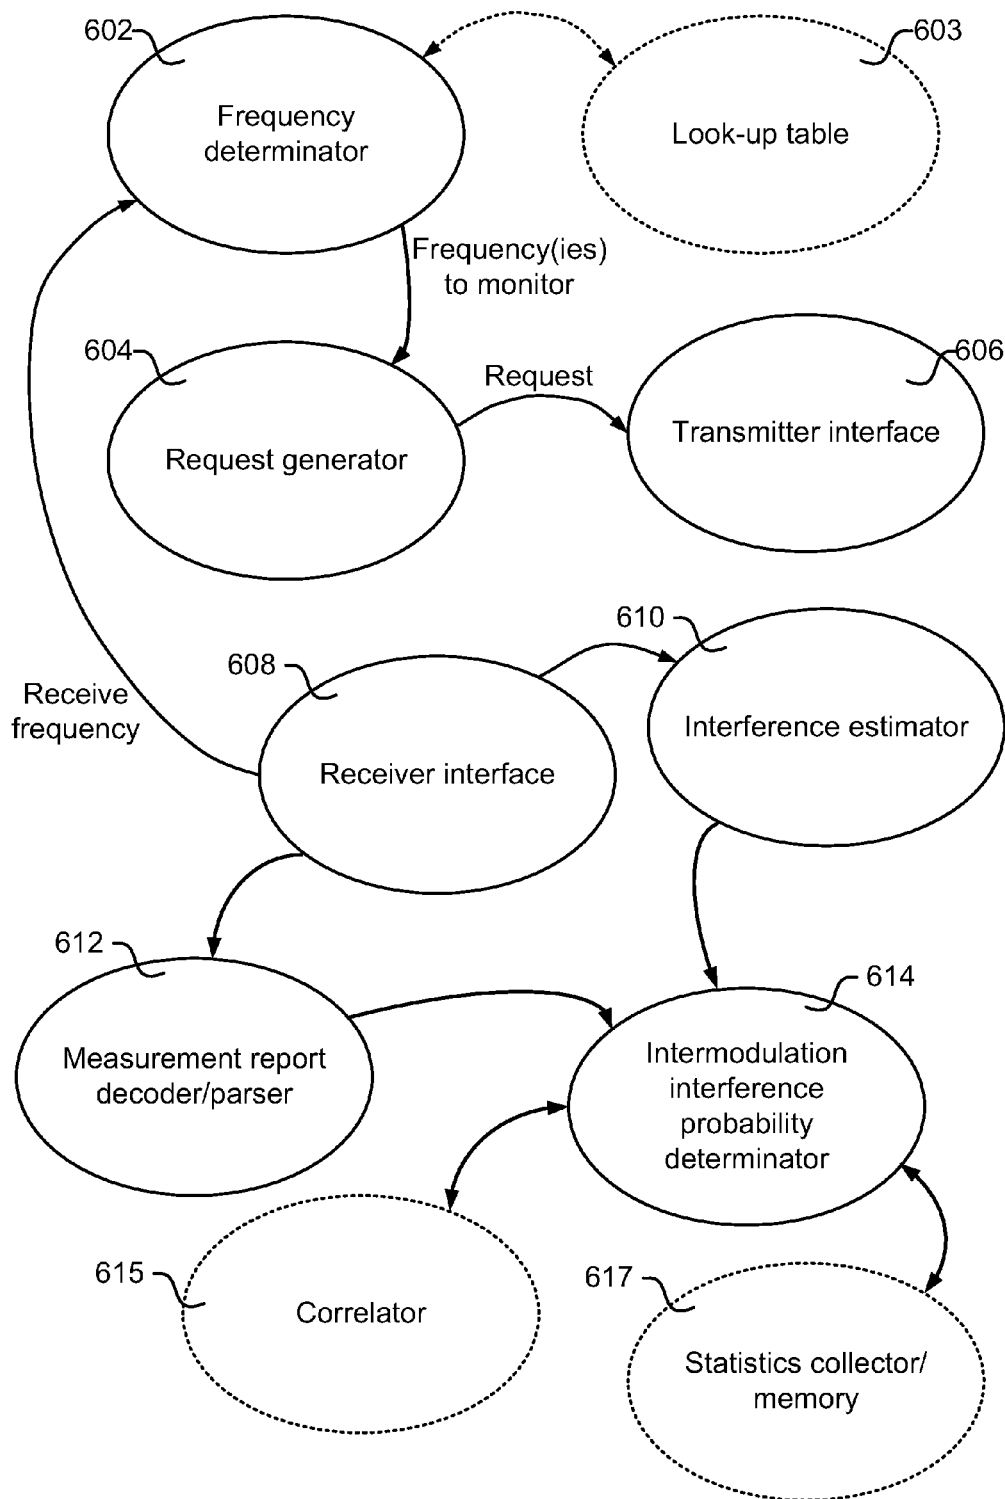 602
603
Frequency
determinator
Look-up table
Frequency(ies)
to monitor
604
606
Request
Request generator
Transmitter interface
610
608
Receive
frequency
Receiver interface
Interference estimator
612
614
Measurement report
decoder/parser
Intermodulation
interference
probability
determinator
615
617
Correlator
Statistics collector/
memory